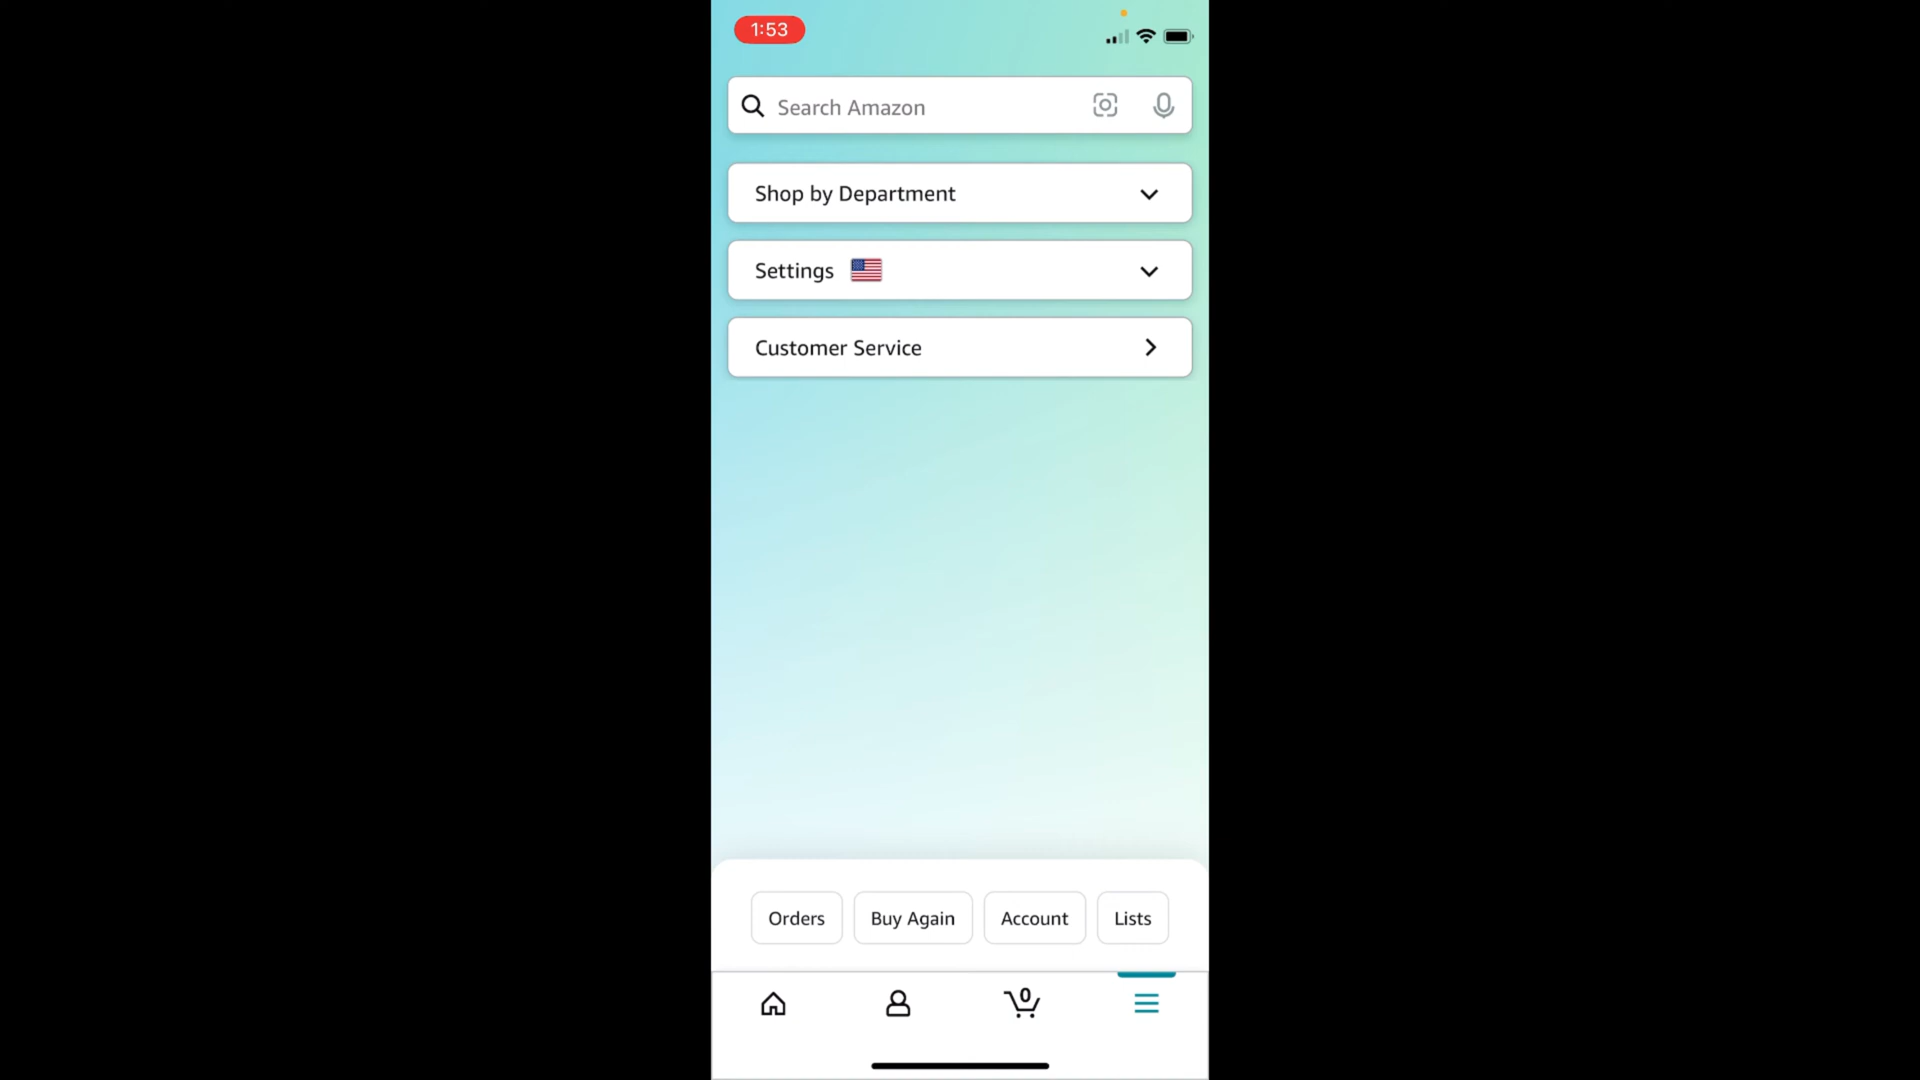 1:53
Search Amazon
Shop by Department
Settings
Customer Service
Orders Buy Again Account Lists
0